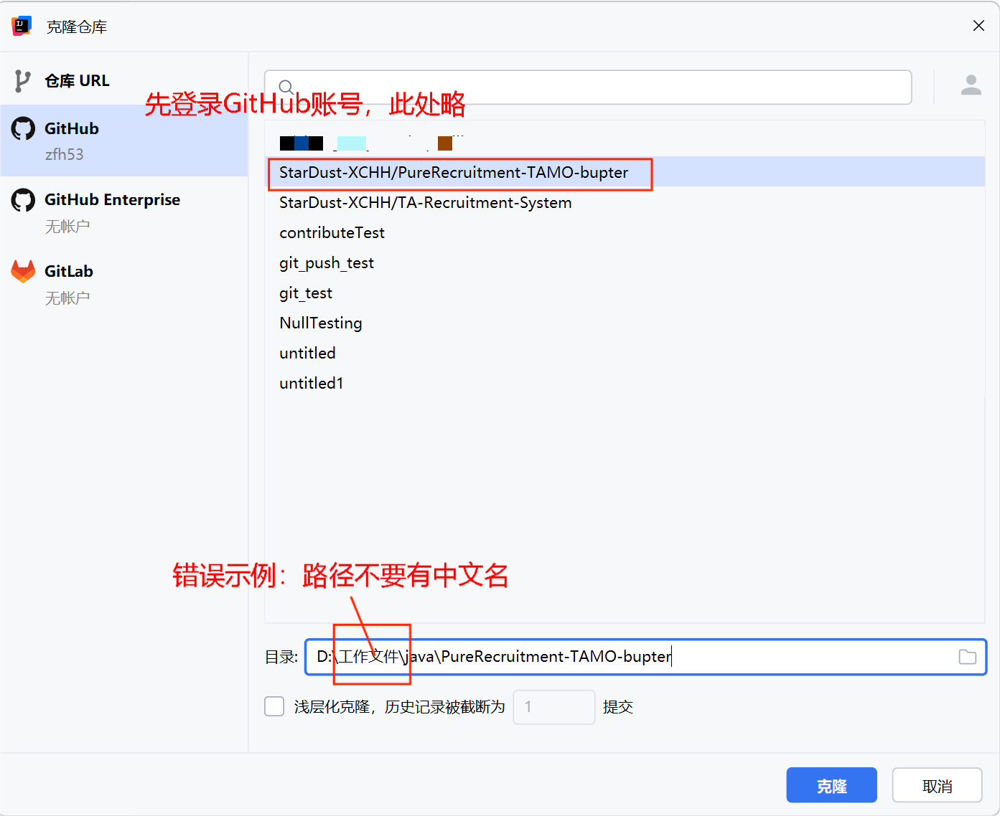 克隆仓库
仓库 URL
先登录GitHub账号，此处略
GitHub
zfh53
GitHub Enterprise
无帐户
GitLab
无帐户
StarDust-XCHH/PureRecruitment-TAMO-bupter
StarDust-XCHH/TA-Recruitment-System
contributeTest
git_push_test
git_test
NullTesting
untitled
untitled1
错误示例：路径不要有中文名
目录: D:\工作文件\java\PureRecruitment-TAMO-bupter
浅层化克隆，历史记录被截断为 1 提交
克隆 取消